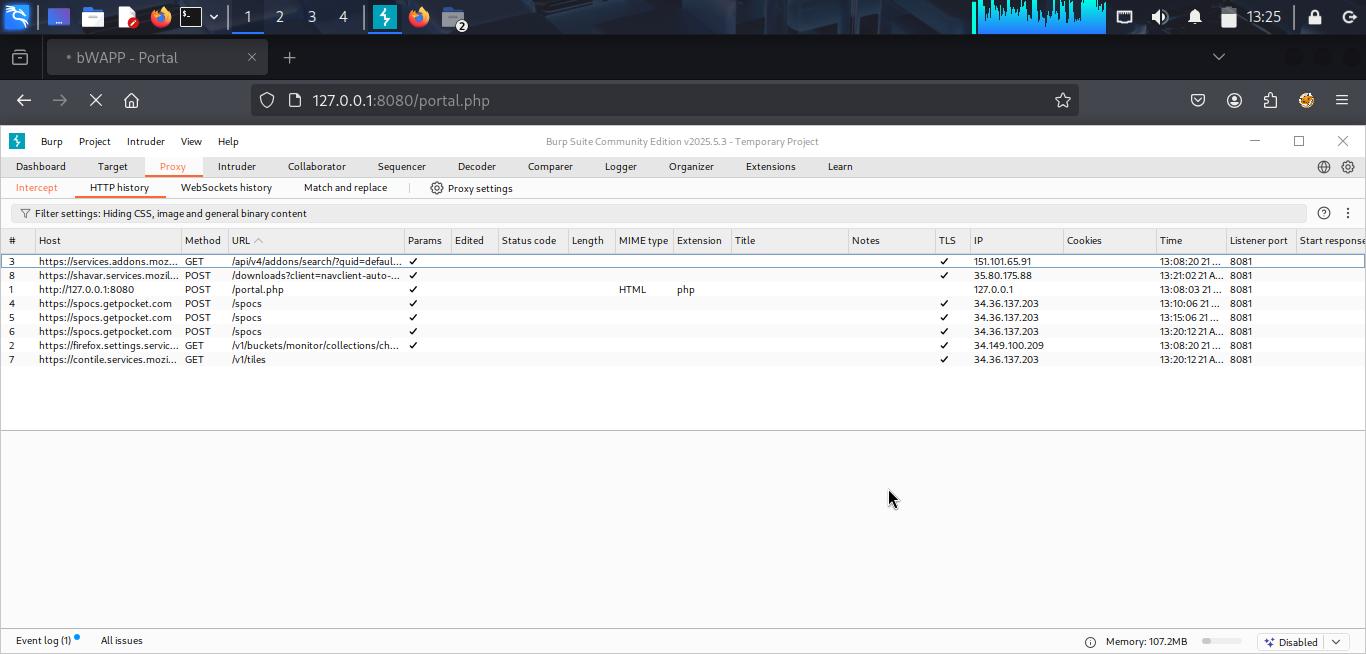 1 2 3 4 2 13:25
bWAPP - Portal
127.0.0.1:8080/portal.php
Burp Project Intruder View Help Burp Suite Community Edition v2025.5.3 - Temporary Project
Dashboard Target Proxy Intruder Collaborator Sequencer Decoder Comparer Logger Organizer Extensions Learn
Intercept HTTP history WebSockets history Match and replace Proxy settings
Filter settings: Hiding CSS, image and general binary content
# Host Method URL Params Edited Status code Length MIME type Extension Title Notes TLS IP Cookies Time Listener port Start response
3 https://services.addons.moz... GET /api/v4/addons/search/?guid=defaul... ✓ ✓ 151.101.65.91 13:08:20 21 ... 8081
8 https://shavar.services.mozil... POST /downloads?client=navclient-auto-... ✓ ✓ 35.80.175.88 13:21:02 21 A... 8081
1 http://127.0.0.1:8080 POST /portal.php ✓ HTML php 127.0.0.1 13:08:03 21 ... 8081
4 https://spocs.getpocket.com POST /spocs ✓ ✓ 34.36.137.203 13:10:06 21 ... 8081
5 https://spocs.getpocket.com POST /spocs ✓ ✓ 34.36.137.203 13:15:06 21 ... 8081
6 https://spocs.getpocket.com POST /spocs ✓ ✓ 34.36.137.203 13:20:12 21 A... 8081
2 https://firefox.settings.servic... GET /v1/buckets/monitor/collections/ch... ✓ ✓ 34.149.100.209 13:08:20 21 A... 8081
7 https://contile.services.mozi... GET /v1/tiles ✓ 34.36.137.203 13:20:12 21 A... 8081
Event log (1) All issues Memory: 107.2MB Disabled